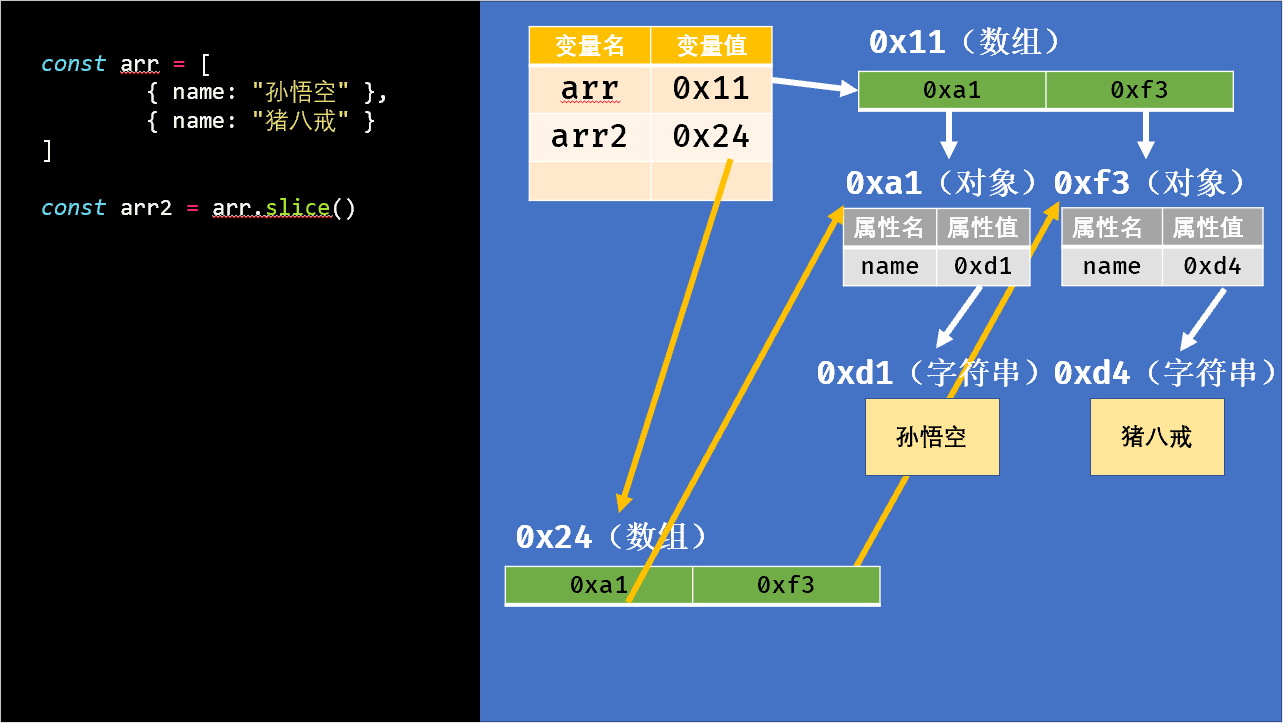 const arr = [
{ name: "孙悟空" },
{ name: "猪八戒" }
]
const arr2 = arr.slice()
变量名 变量值
arr 0x11
arr2 0x24
0x11（数组）
0xa1 0xf3
0xa1（对象）
属性名 属性值
name 0xd1
0xf3（对象）
属性名 属性值
name 0xd4
0xd1（字符串）
孙悟空
0xd4（字符串）
猪八戒
0x24（数组）
0xa1 0xf3